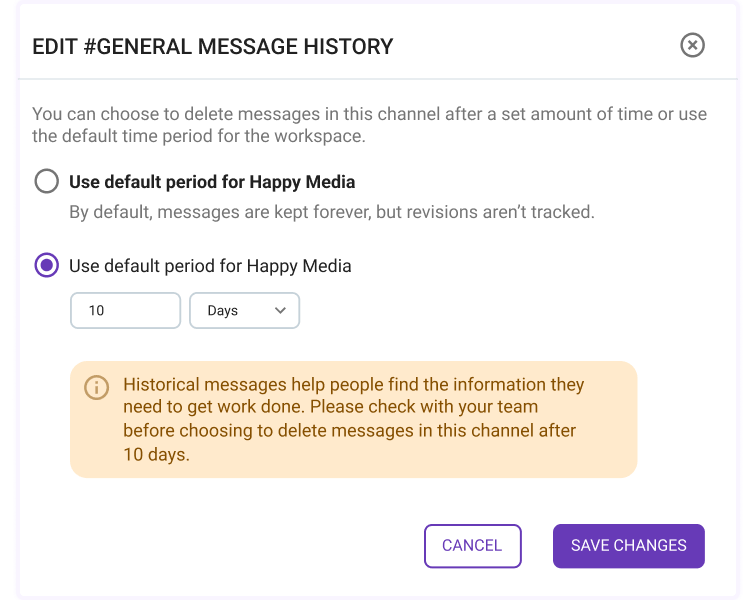 EDIT #GENERAL MESSAGE HISTORY
You can choose to delete messages in this channel after a set amount of time or use
the default time period for the workspace.
Use default period for Happy Media
By default, messages are kept forever, but revisions aren’t tracked.
Use default period for Happy Media
10
Days
Historical messages help people find the information they
need to get work done. Please check with your team
before choosing to delete messages in this channel after
10 days.
CANCEL
SAVE CHANGES